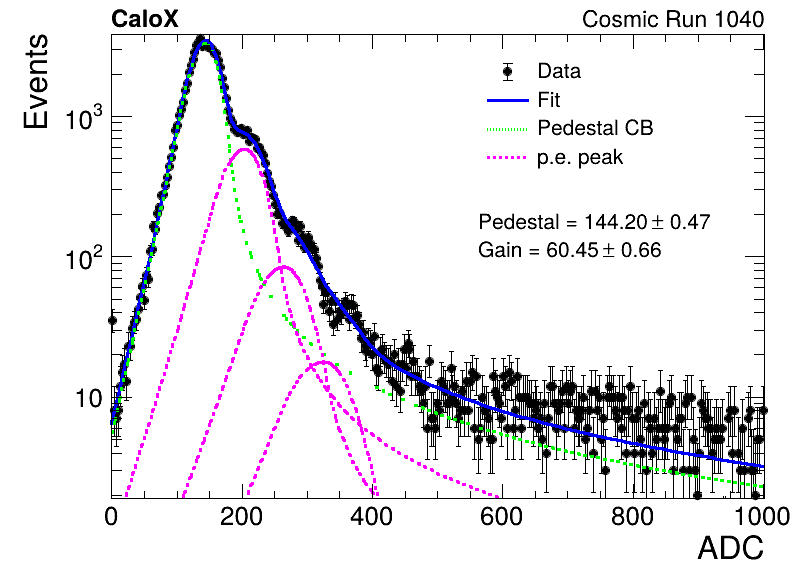 CaloX Cosmic Run 1040
Events
Data
Fit
Pedestal CB
p.e. peak
Pedestal = 144.20 ± 0.47
Gain = 60.45 ± 0.66
10³
10²
10
0 200 400 600 800 1000
ADC